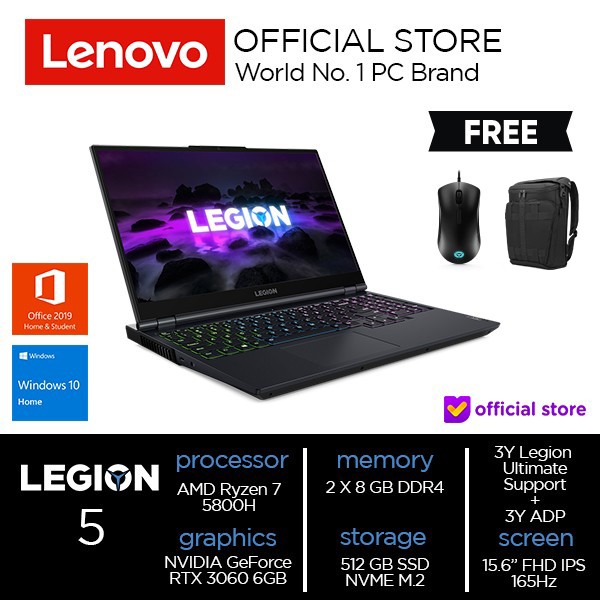 Lenovo
OFFICIAL STORE
World No. 1 PC Brand
FREE
LEGION
LEGION
Office 2019
Home & Student
Windows
Windows 10
Home
official store
LEGION
5
processor
AMD Ryzen 7
5800H
graphics
NVIDIA GeForce
RTX 3060 6GB
memory
2 X 8 GB DDR4
storage
512 GB SSD
NVME M.2
3Y Legion
Ultimate
Support
+
3Y ADP
screen
15.6” FHD IPS
165Hz